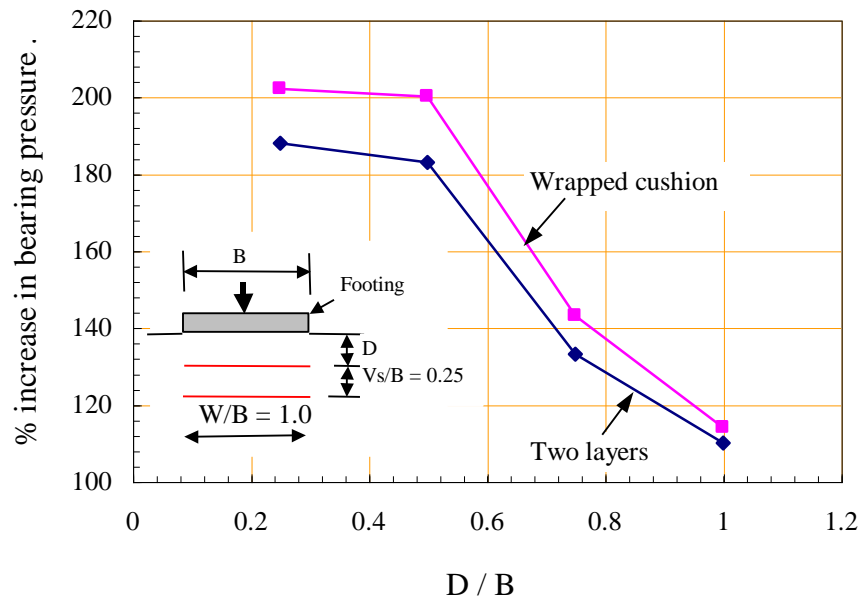 % increase in bearing pressure .
220
200
180
160
140
120
100
Wrapped cushion
B
Footing
D
Vs/B = 0.25
W/B = 1.0
Two layers
0
0.2
0.4
0.6
0.8
1
1.2
D / B